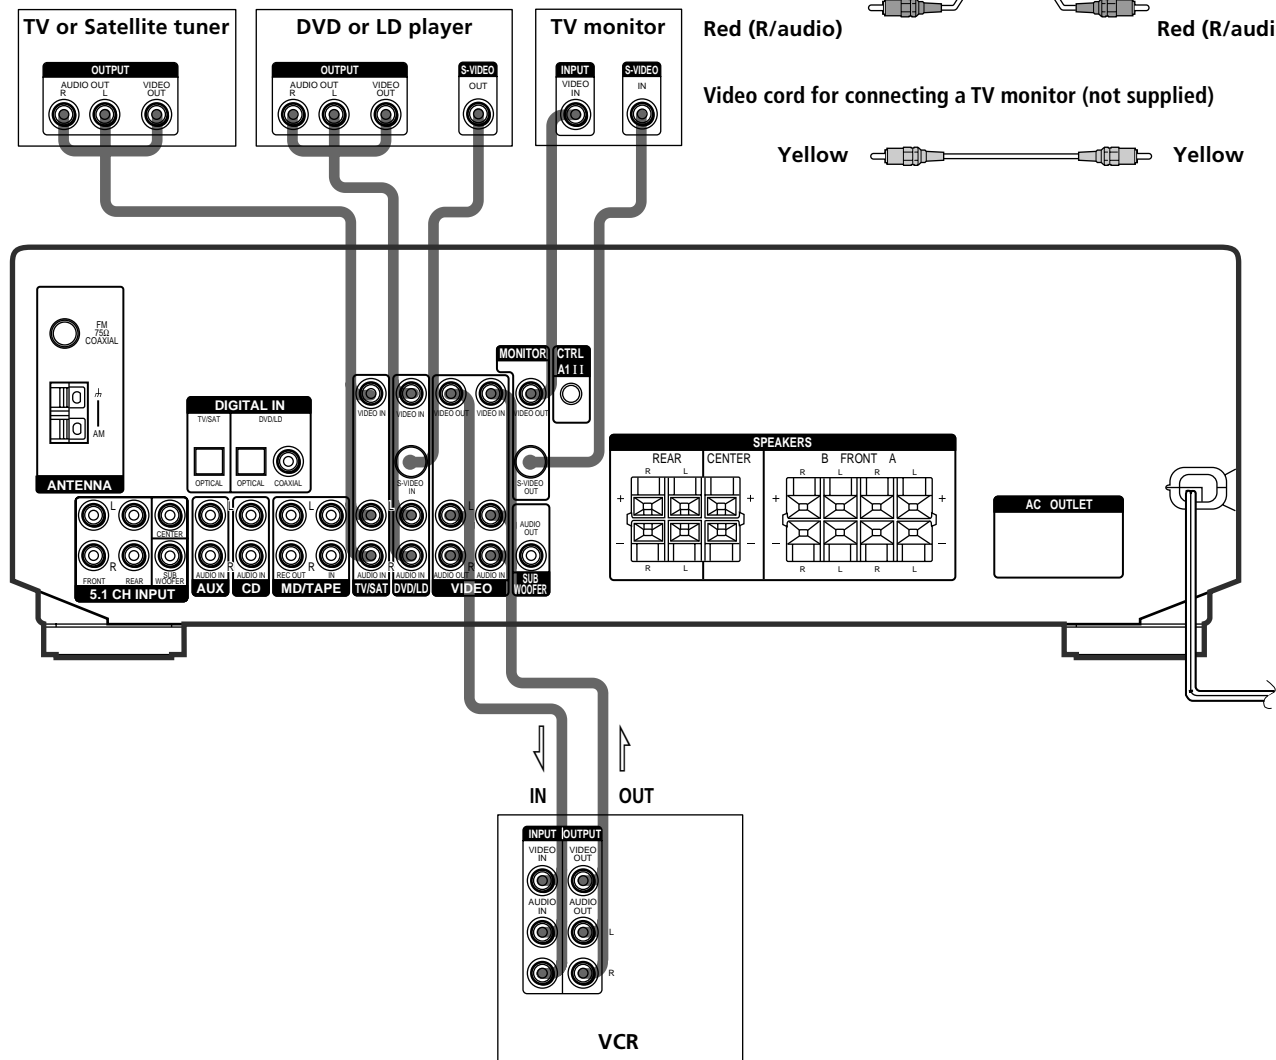 TV or Satellite tuner
OUTPUT
AUDIO OUT
R L
VIDEO
OUT
DVD or LD player
OUTPUT
AUDIO OUT
R L
VIDEO
OUT
S-VIDEO
OUT
TV monitor
INPUT
VIDEO
IN
S-VIDEO
IN
Red (R/audio)
Red (R/audi
Video cord for connecting a TV monitor (not supplied)
Yellow
Yellow
FM
75Ω
COAXIAL
AM
ANTENNA
DIGITAL IN
TV/SAT
DVD/LD
OPTICAL
OPTICAL
COAXIAL
MONITOR
CTRL
A1 II
VIDEO IN
VIDEO IN
VIDEO OUT
VIDEO IN
VIDEO OUT
S-VIDEO
IN
S-VIDEO
OUT
L
R
FRONT
REAR
CENTER
SUB
WOOFER
5.1 CH INPUT
L
R
AUDIO IN
AUX
AUDIO IN
CD
L
R
REC OUT
IN
MD/TAPE
L
R
AUDIO IN
TV/SAT
AUDIO IN
DVD/LD
L
R
AUDIO OUT
AUDIO IN
VIDEO
AUDIO
OUT
SUB
WOOFER
SPEAKERS
REAR
CENTER
B FRONT A
R L
R L R L
+ +
+
– –
–
R L
R L R L
AC OUTLET
IN
OUT
INPUT
OUTPUT
VIDEO
IN
VIDEO
OUT
AUDIO
IN
AUDIO
OUT
L
R
VCR